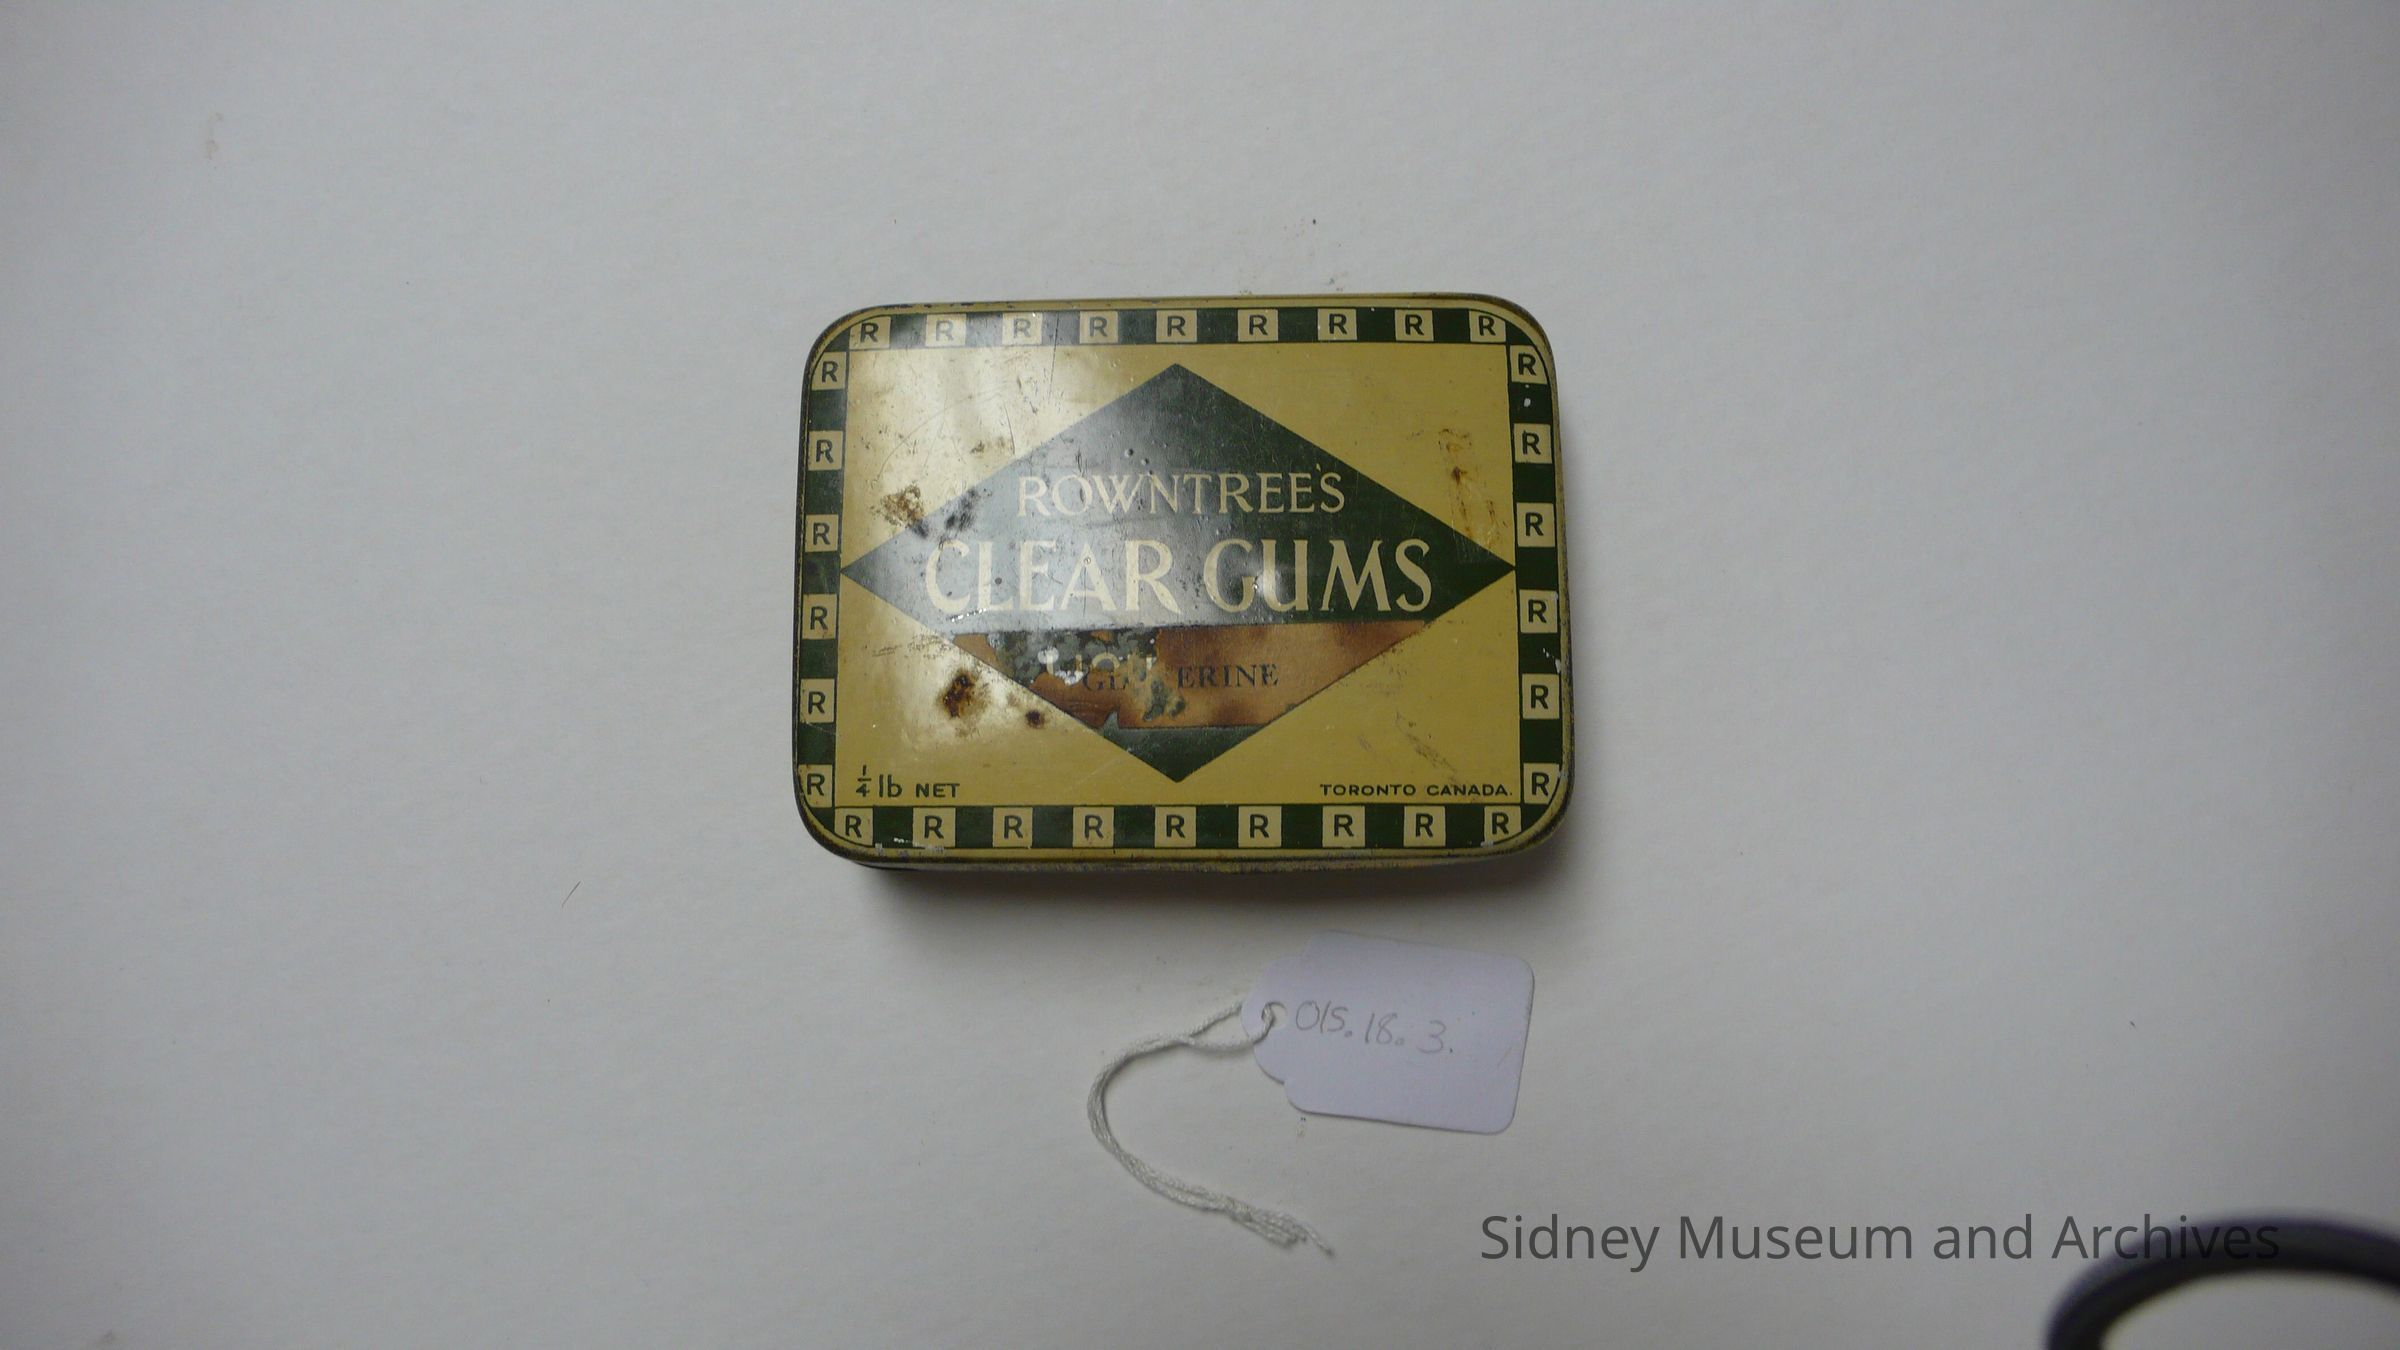 R R R R R R R R R
R R
R R
R R
R R
R R
R R
ROWNTREE'S
CLEAR GUMS
ERINE
1/4 lb NET
TORONTO CANADA.
R R R R R R R R R
015.18.3.
Sidney Museum and Archives